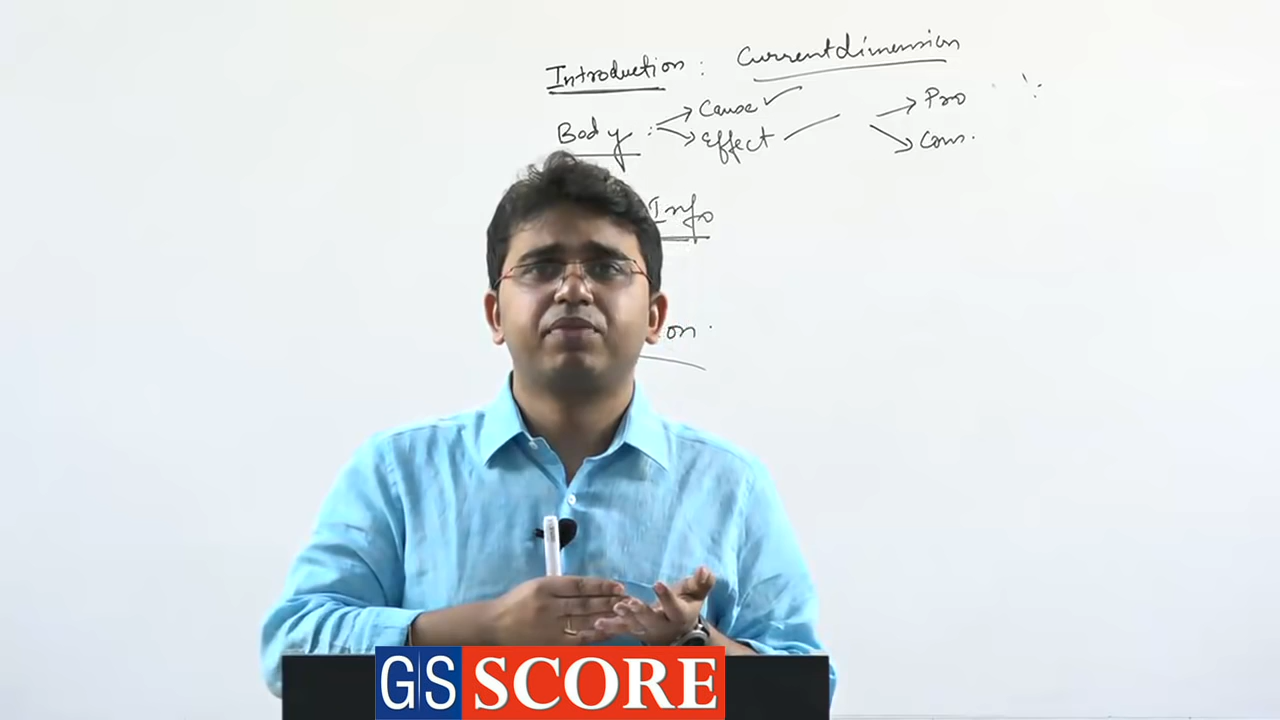 Introduction : Current dimension
Body : Cause ✓ Pro
Effect Cons.
Info
on.
GS SCORE